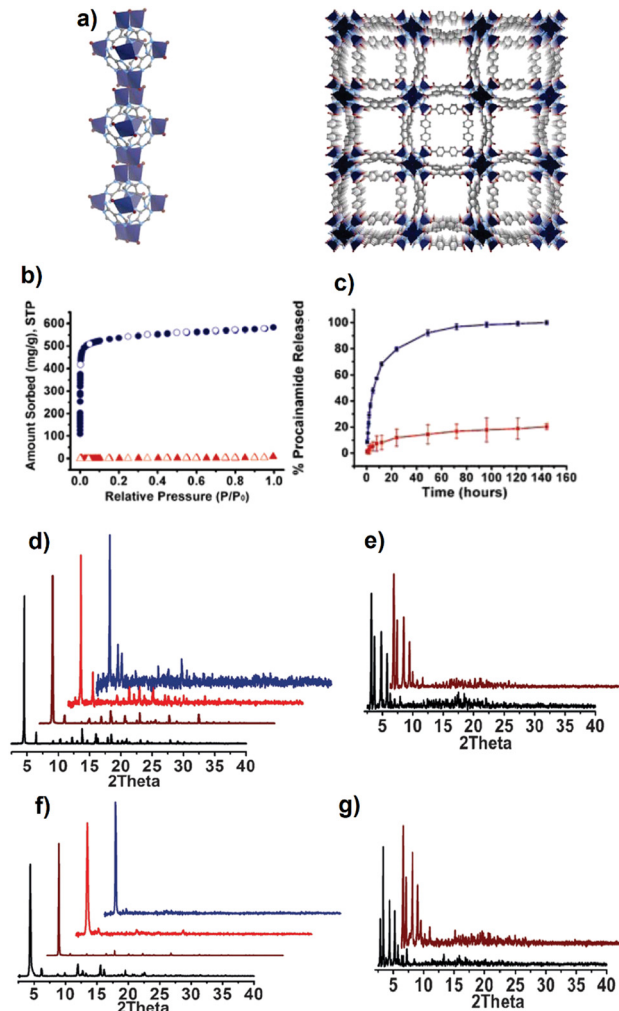 a)
b)
c)
Amount Sorbed (mg/g), STP
600
500
400
300
200
100
0
0.0 0.2 0.4 0.6 0.8 1.0
Relative Pressure (P/P₀)
% Procainamide Released
100
80
60
40
20
0
0 20 40 60 80 100 120 140 160
Time (hours)
d)
e)
5 10 15 20 25 30 35 40
2Theta
5 10 15 20 25 30 35 40
2Theta
f)
g)
5 10 15 20 25 30 35 40
2Theta
5 10 15 20 25 30 35 40
2Theta